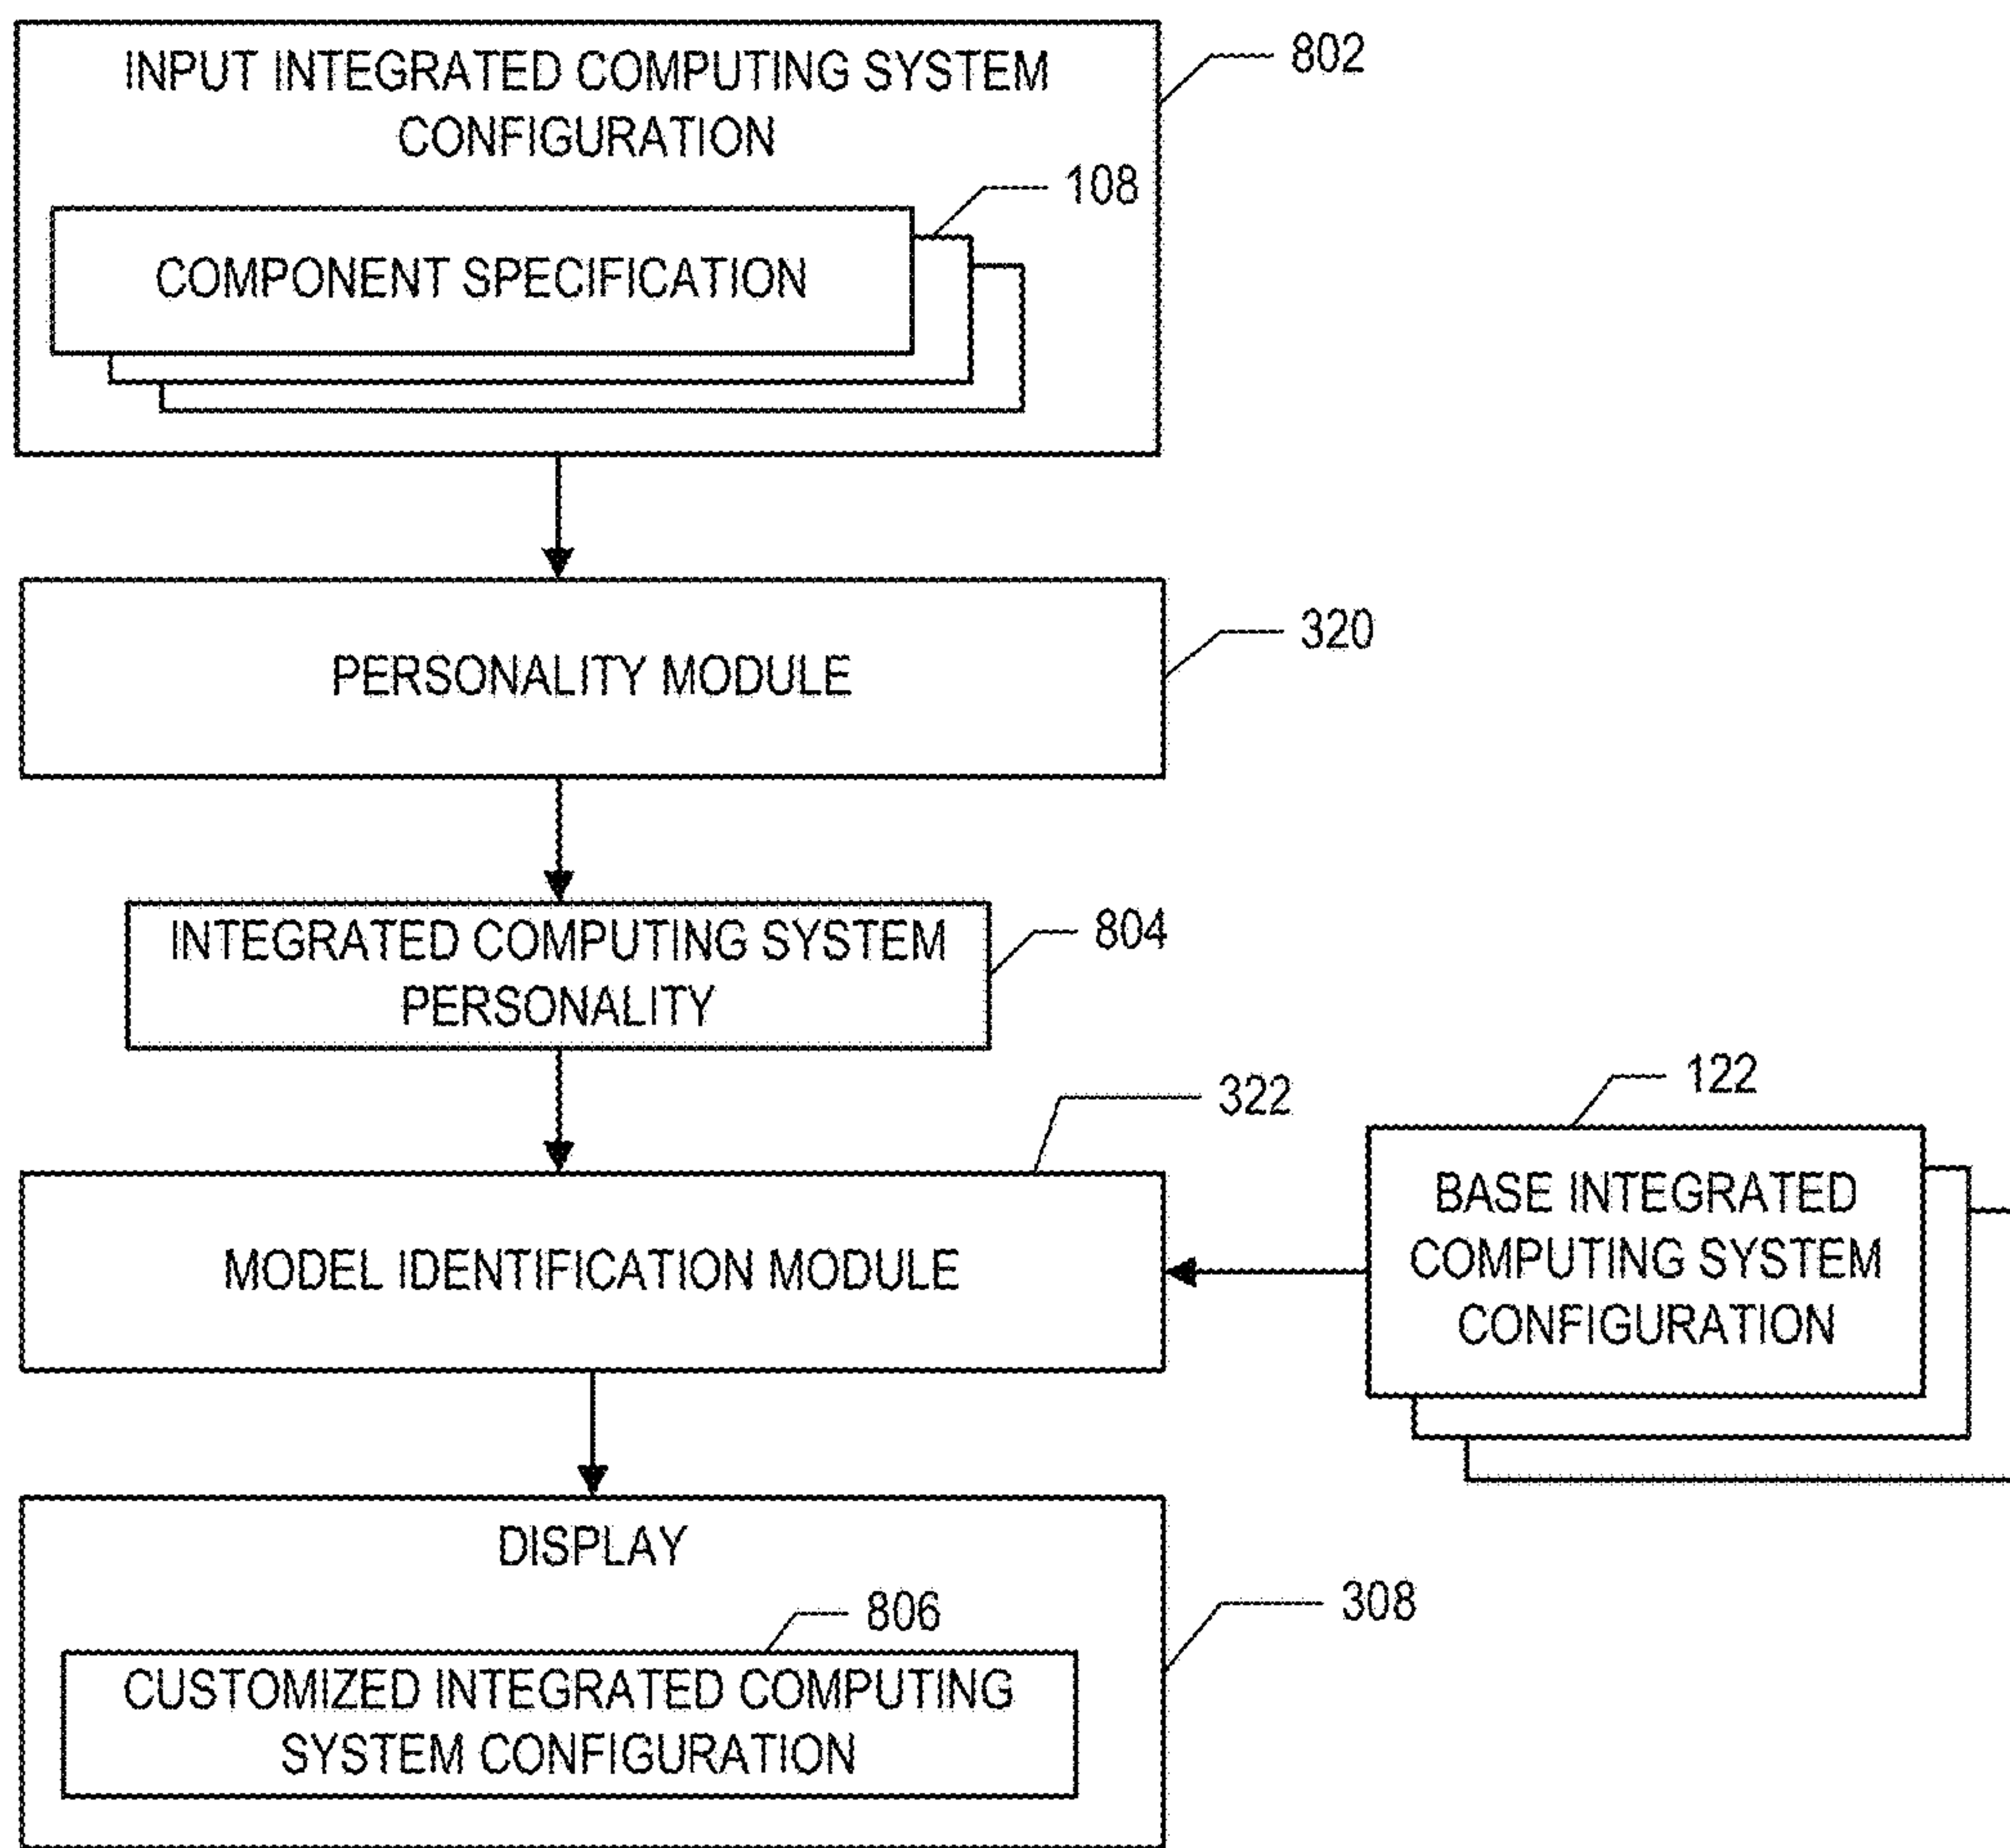 INPUT INTEGRATED COMPUTING SYSTEM
CONFIGURATION
802
108
COMPONENT SPECIFICATION
PERSONALITY MODULE
320
INTEGRATED COMPUTING SYSTEM
PERSONALITY
804
322
122
MODEL IDENTIFICATION MODULE
BASE INTEGRATED
COMPUTING SYSTEM
CONFIGURATION
DISPLAY
308
806
CUSTOMIZED INTEGRATED COMPUTING
SYSTEM CONFIGURATION